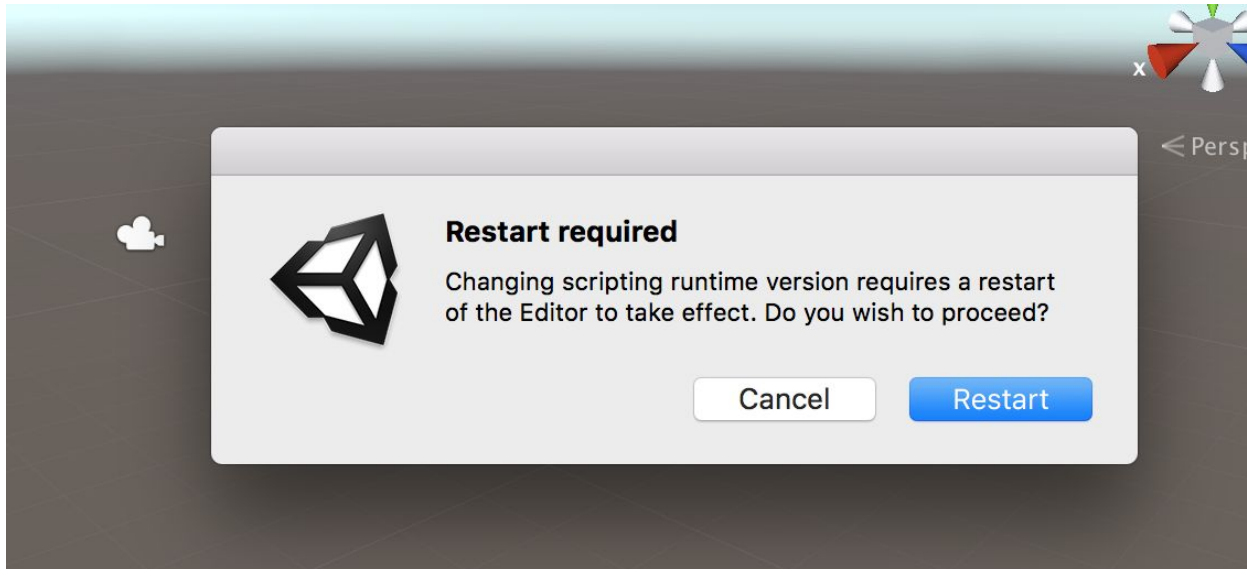 x
Persp
Restart required
Changing scripting runtime version requires a restart
of the Editor to take effect. Do you wish to proceed?
Cancel
Restart